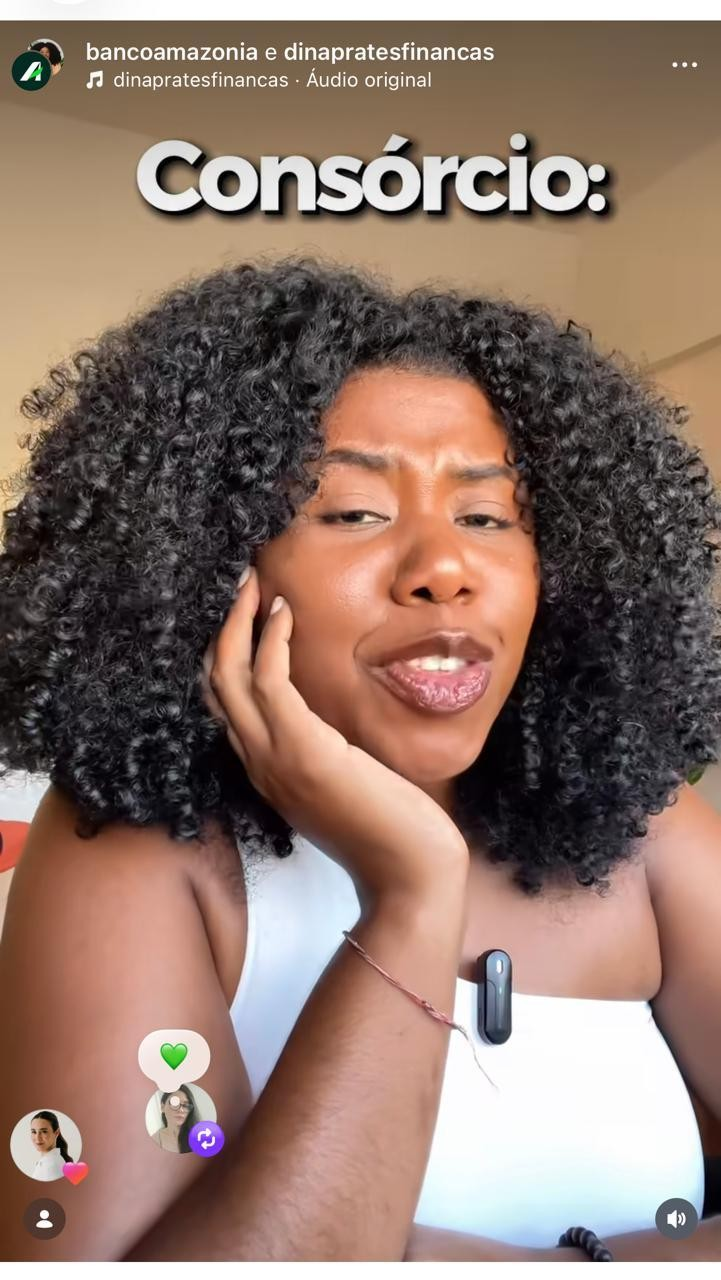 bancoamazonia e dinapratesfinancas
dinapratesfinancas · Áudio original
Consórcio: